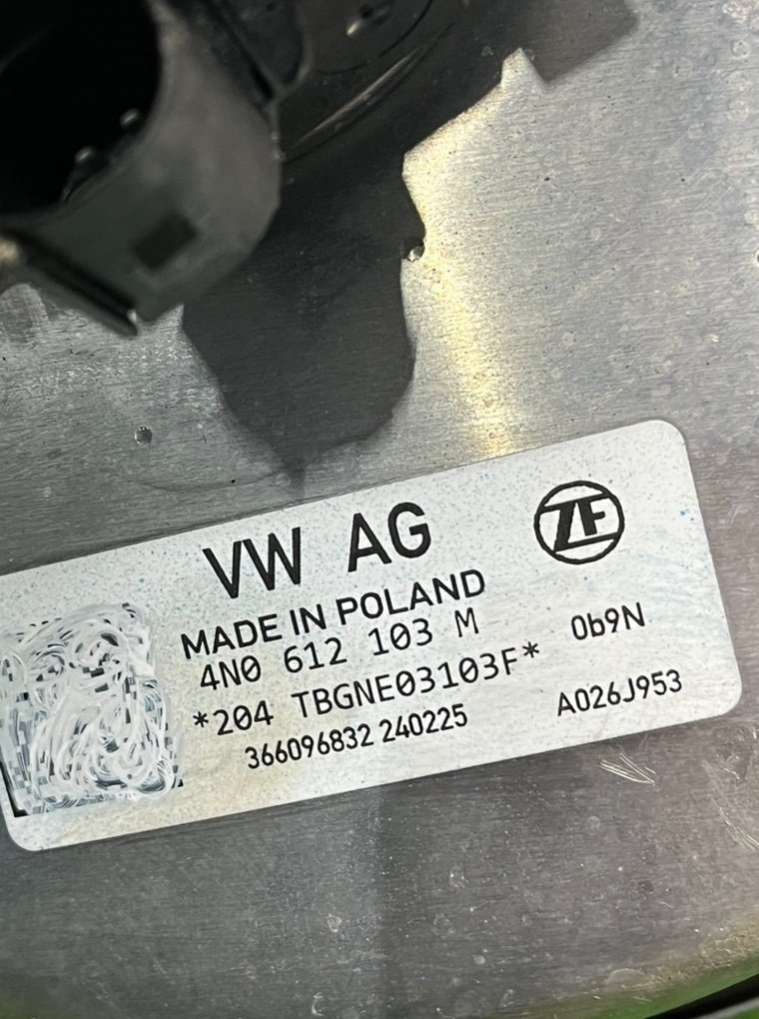 VW AG
ZF
MADE IN POLAND
4N0 612 103 M
0b9N
*204 TBGNE03103F*
366096832 240225
A026J953